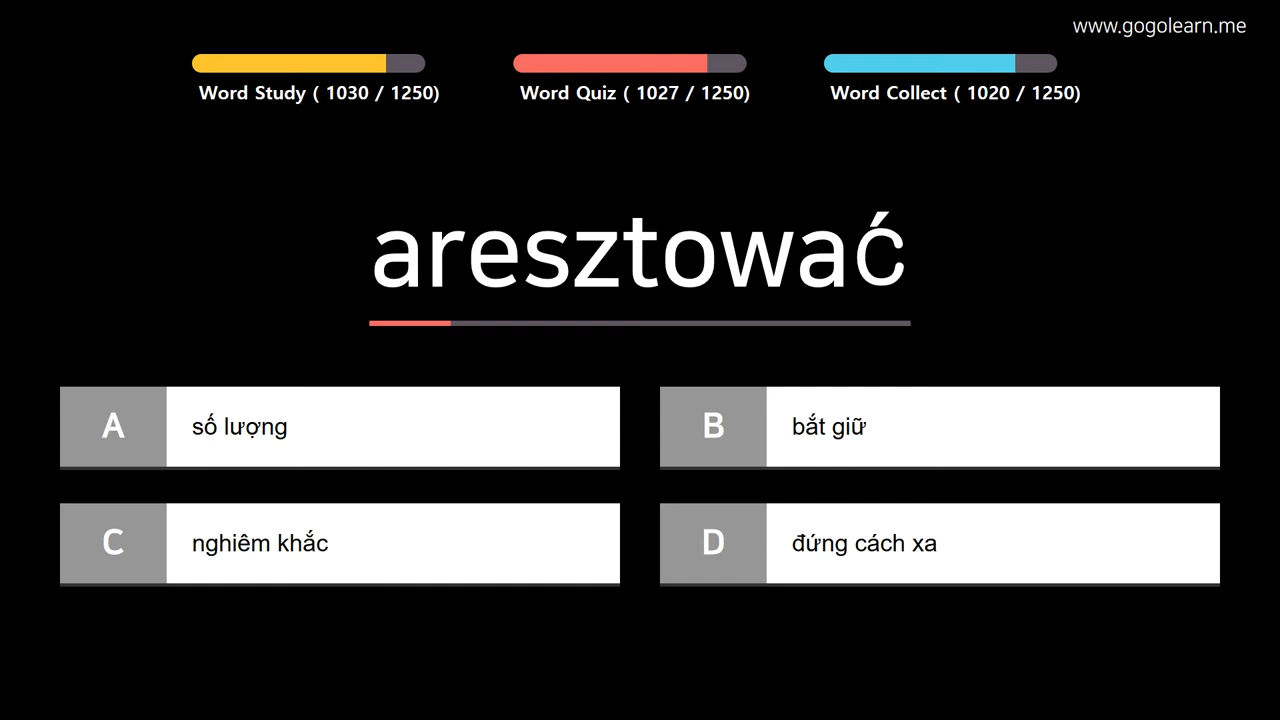 www.gogolearn.me
Word Study ( 1030 / 1250)
Word Quiz ( 1027 / 1250)
Word Collect ( 1020 / 1250)
aresztować
A
số lượng
B
bắt giữ
C
nghiêm khắc
D
đứng cách xa